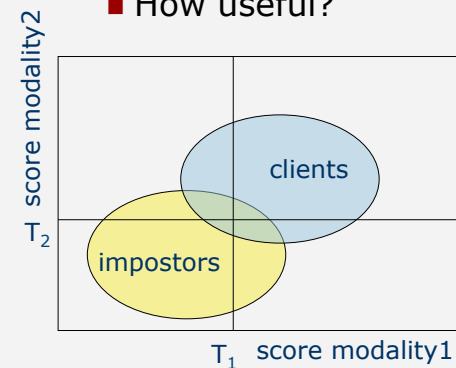 How useful?
score modality2
clients
T2
impostors
T1 score modality1